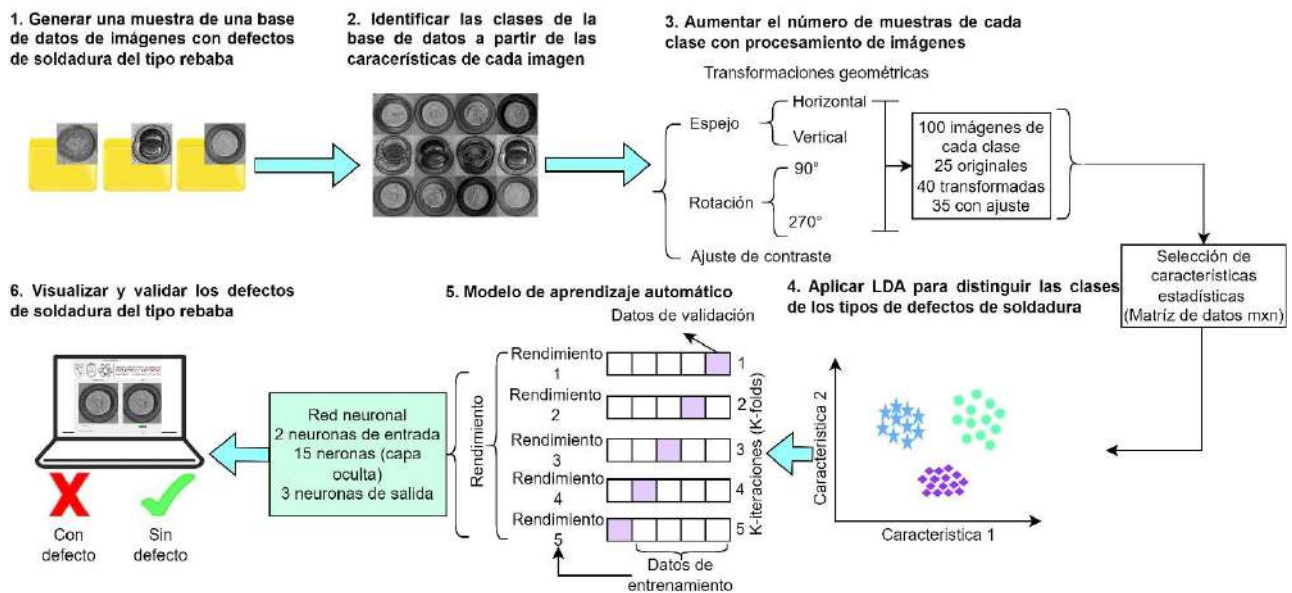 1. Generar una muestra de una base
de datos de imágenes con defectos
de soldadura del tipo rebaba
2. Identificar las clases de la
base de datos a partir de las
caracerísticas de cada imagen
3. Aumentar el número de muestras de cada
clase con procesamiento de imágenes
Transformaciones geométricas
Espejo
Horizontal
Vertical
Rotación
90°
270°
Ajuste de contraste
100 imágenes de
cada clase
25 originales
40 transformadas
35 con ajuste
Selección de
características
estadísticas
(Matríz de datos mxn)
4. Aplicar LDA para distinguir las clases
de los tipos de defectos de soldadura
Caracteristica 2
Caracteristica 1
5. Modelo de aprendizaje automático
Datos de validación
Rendimiento
1
1
Rendimiento
2
2
Rendimiento
3
3
Rendimiento
4
4
Rendimiento
5
5
K-iteraciones (K-folds)
Datos de
entrenamiento
Rendimiento
Red neuronal
2 neuronas de entrada
15 neronas (capa
oculta)
3 neuronas de salida
6. Visualizar y validar los defectos
de soldadura del tipo rebaba
Con
defecto
Sin
defecto